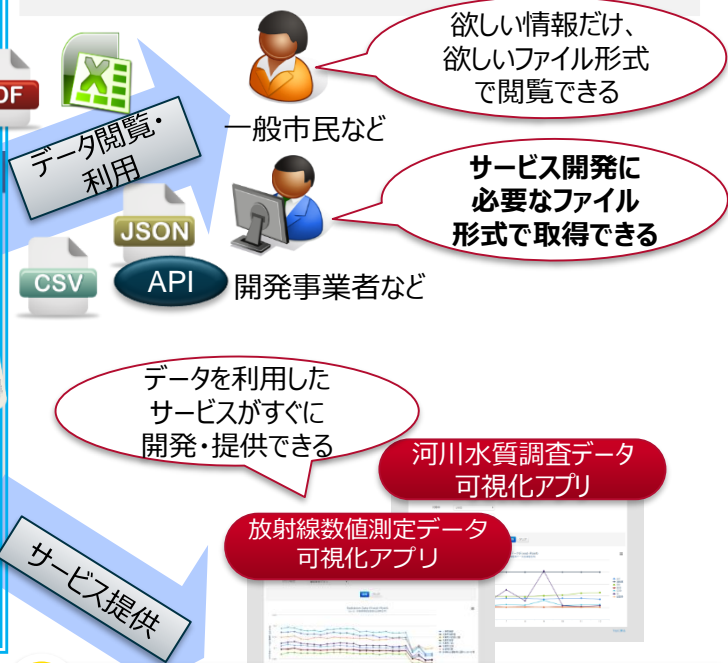 欲しい情報だけ、
欲しいファイル形式
で閲覧できる
DF
一般市民など
データ閲覧・
利用
サービス開発に
必要なファイル
形式で取得できる
JSON
CSV
API
開発事業者など
データを利用した
サービスがすぐに
開発・提供できる
河川水質調査データ
可視化アプリ
放射線数値測定データ
可視化アプリ
サービス提供